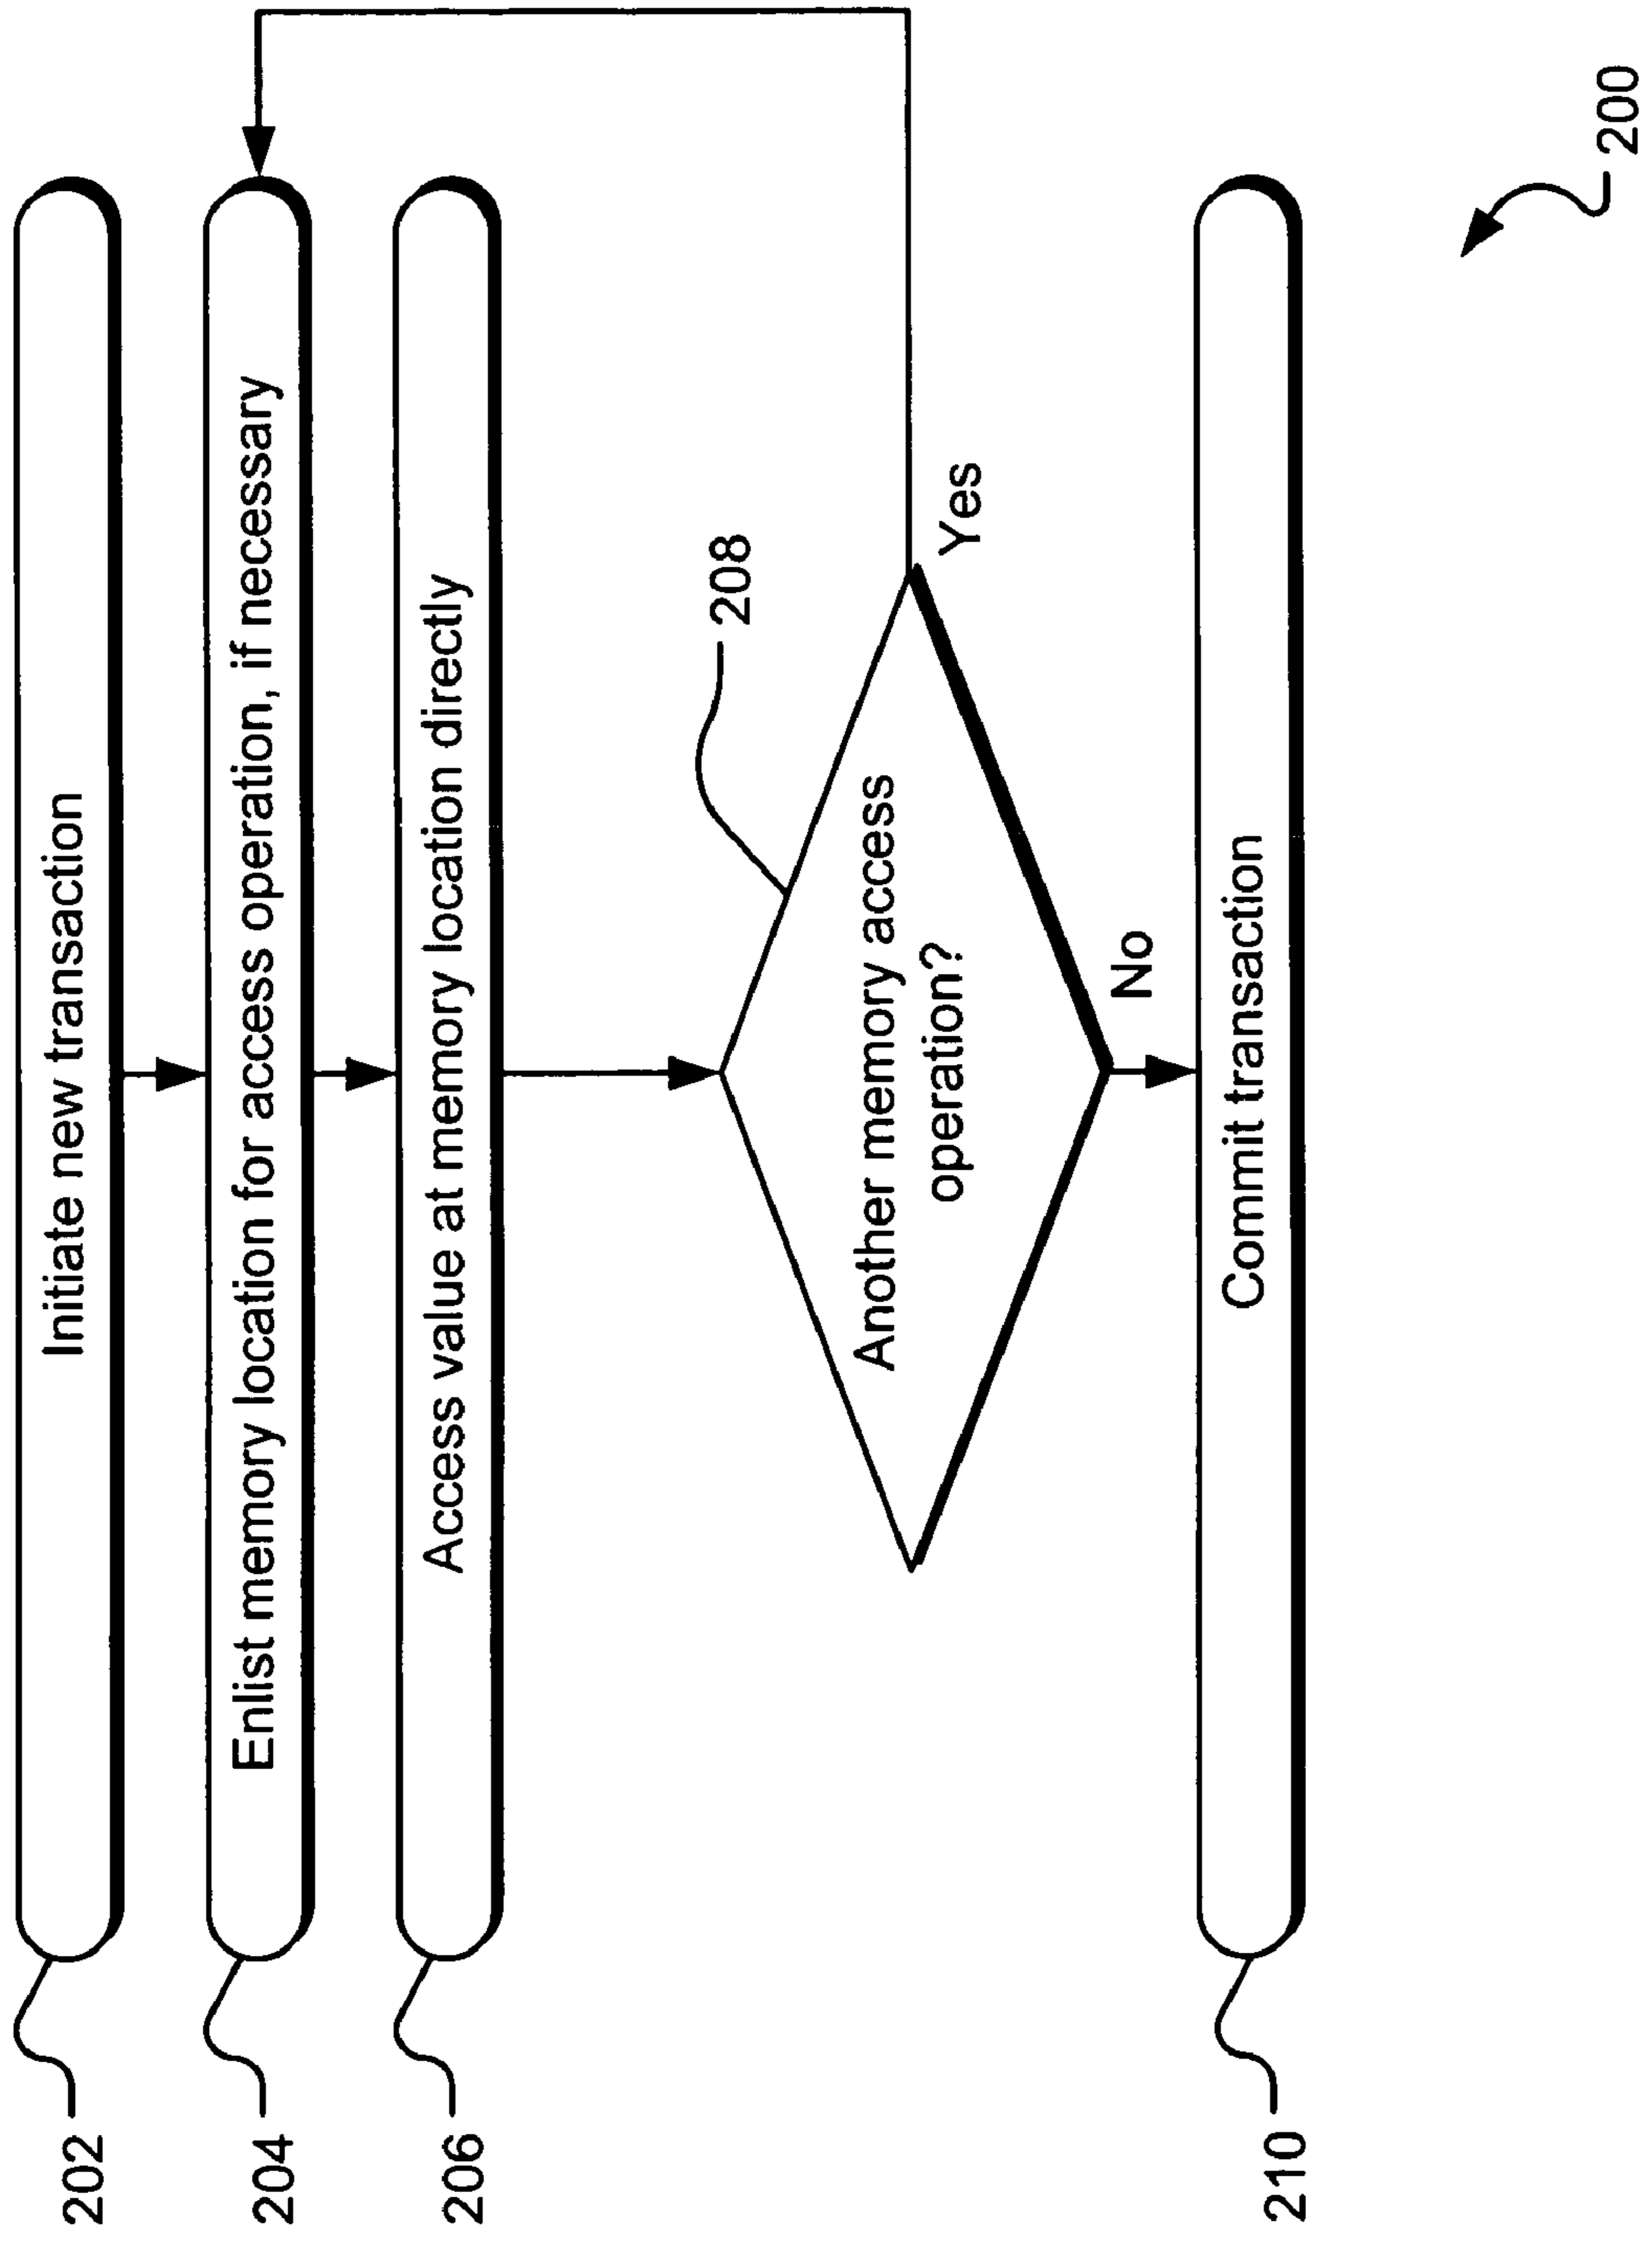 202
Initiate new transaction
204
Enlist memory location for access operation, if necessary
206
Access value at memory location directly
208
Another memory access
operation?
Yes
No
210
Commit transaction
200